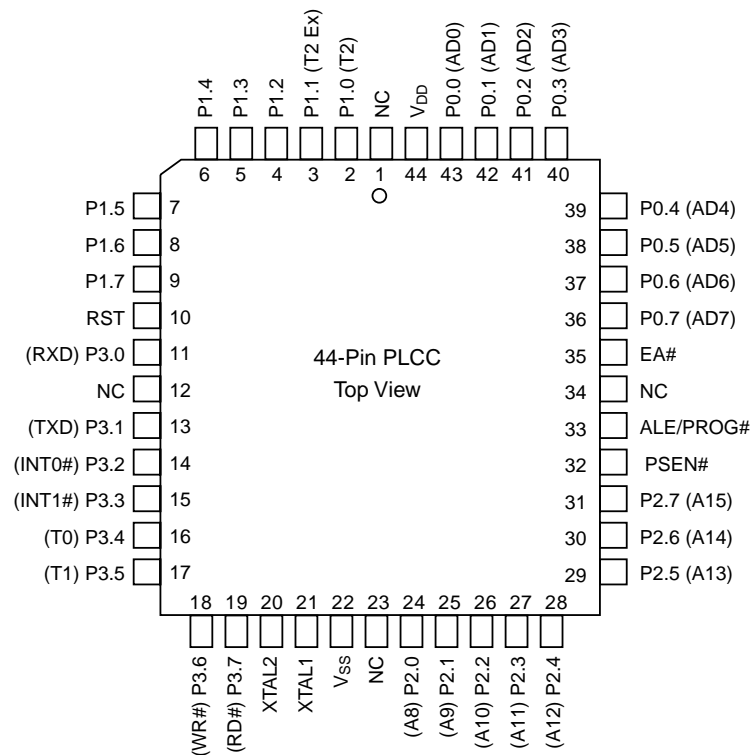 P1.4
P1.3
P1.2
P1.1 (T2 Ex)
P1.0 (T2)
NC
VDD
P0.0 (AD0)
P0.1 (AD1)
P0.2 (AD2)
P0.3 (AD3)
6 5 4 3 2 1 44 43 42 41 40
P1.5 7
P1.6 8
P1.7 9
RST 10
(RXD) P3.0 11
NC 12
(TXD) P3.1 13
(INT0#) P3.2 14
(INT1#) P3.3 15
(T0) P3.4 16
(T1) P3.5 17
44-Pin PLCC
Top View
39 P0.4 (AD4)
38 P0.5 (AD5)
37 P0.6 (AD6)
36 P0.7 (AD7)
35 EA#
34 NC
33 ALE/PROG#
32 PSEN#
31 P2.7 (A15)
30 P2.6 (A14)
29 P2.5 (A13)
18 19 20 21 22 23 24 25 26 27 28
(WR#) P3.6
(RD#) P3.7
XTAL2
XTAL1
VSS
NC
(A8) P2.0
(A9) P2.1
(A10) P2.2
(A11) P2.3
(A12) P2.4